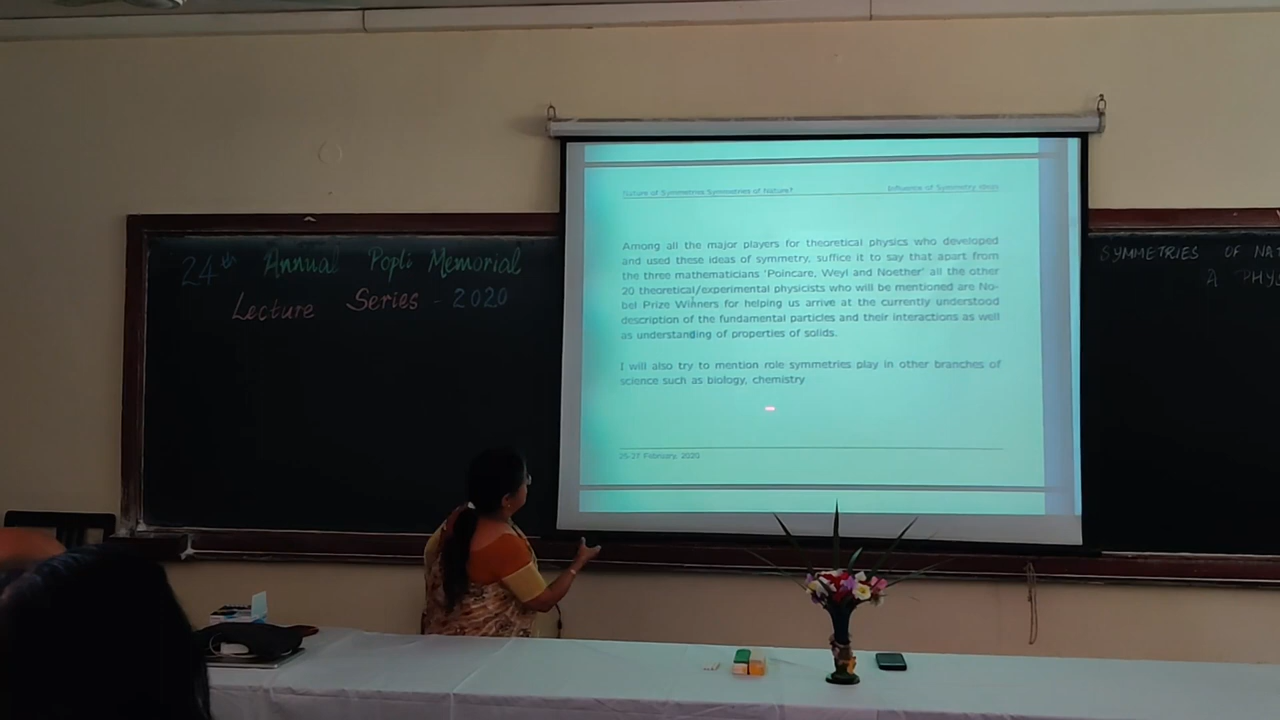 24th Annual Popli Memorial
Lecture Series - 2020
Nature of Symmetries Symmetries of Nature? Influence of Symmetry Ideas
Among all the major players for theoretical physics who developed
and used these ideas of symmetry, suffice it to say that apart from
the three mathematicians 'Poincare, Weyl and Noether' all the other
20 theoretical/experimental physicists who will be mentioned are No-
bel Prize Winners for helping us arrive at the currently understood
description of the fundamental particles and their interactions as well
as understanding of properties of solids.
I will also try to mention role symmetries play in other branches of
science such as biology, chemistry
25-27 February, 2020
SYMMETRIES OF NAT
A PHYS